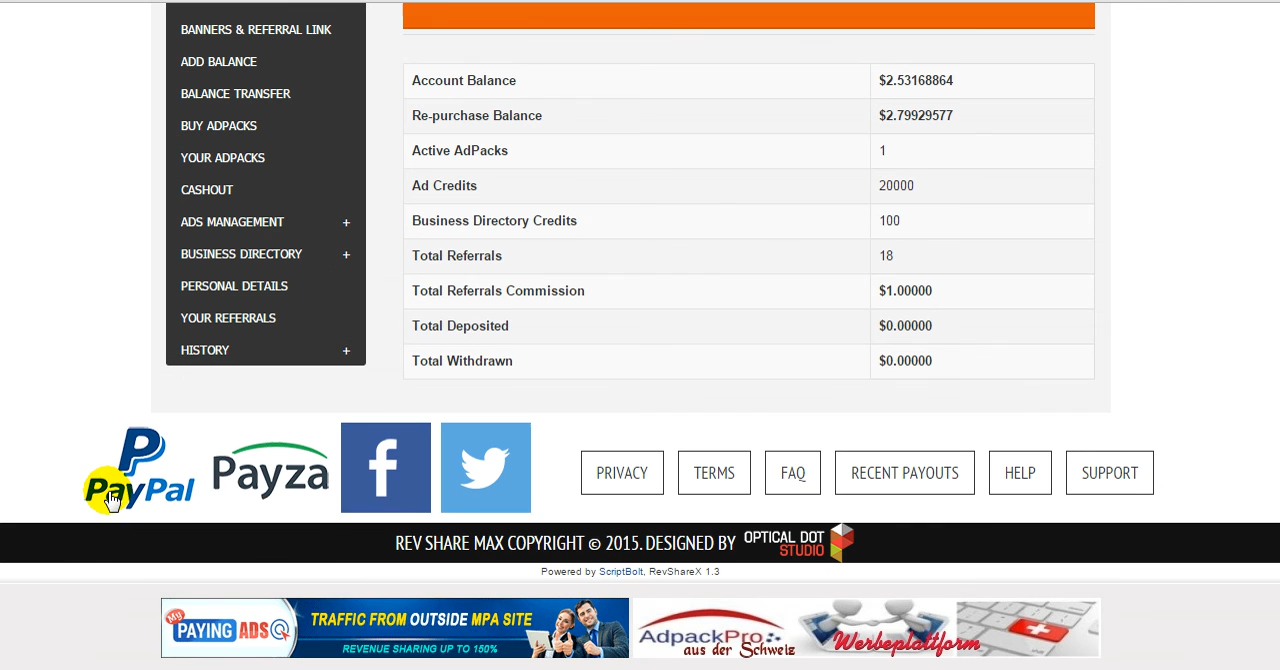 BANNERS & REFERRAL LINK
ADD BALANCE
BALANCE TRANSFER
BUY ADPACKS
YOUR ADPACKS
CASHOUT
ADS MANAGEMENT +
BUSINESS DIRECTORY +
PERSONAL DETAILS
YOUR REFERRALS
HISTORY +
Account Balance $2.53168864
Re-purchase Balance $2.79929577
Active AdPacks 1
Ad Credits 20000
Business Directory Credits 100
Total Referrals 18
Total Referrals Commission $1.00000
Total Deposited $0.00000
Total Withdrawn $0.00000
PayPal
Payza
PRIVACY
TERMS
FAQ
RECENT PAYOUTS
HELP
SUPPORT
REV SHARE MAX COPYRIGHT © 2015. DESIGNED BY OPTICAL DOT
STUDIO
Powered by ScriptBolt, RevShareX 1.3
My
PAYING ADS
TRAFFIC FROM OUTSIDE MPA SITE
REVENUE SHARING UP TO 150%
AdpackPro
aus der Schweiz
Werbeplattform